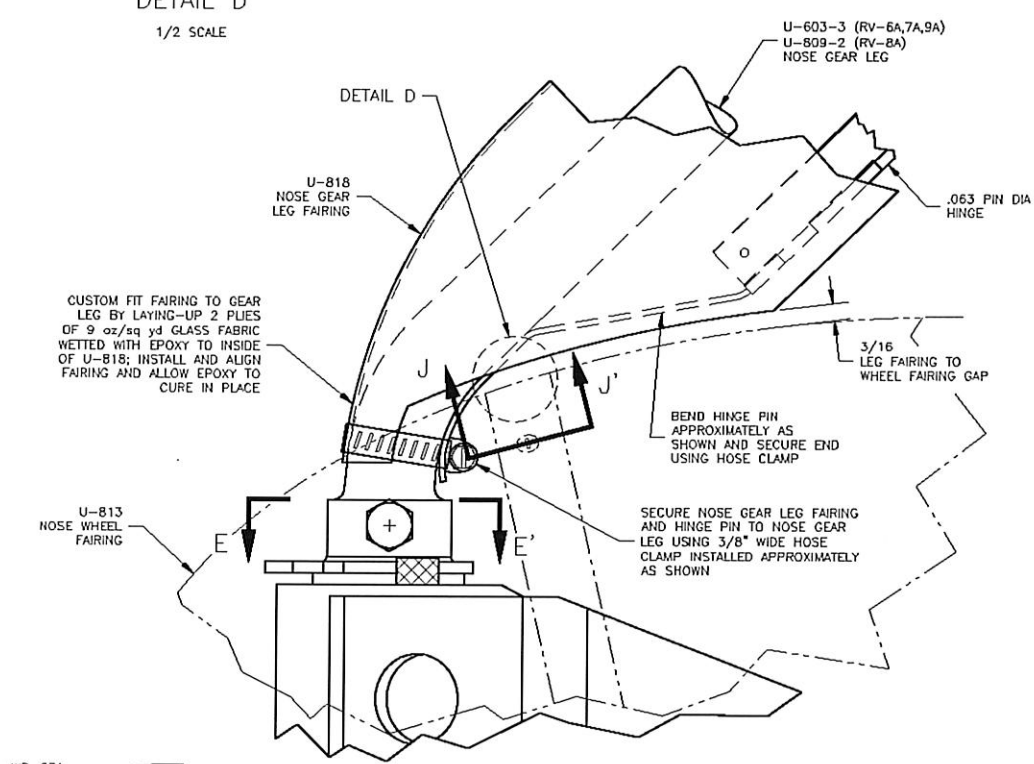 DETAIL D
1/2 SCALE
U-603-3 (RV-6A,7A,9A)
U-809-2 (RV-8A)
NOSE GEAR LEG
DETAIL D
U-818
NOSE GEAR
LEG FAIRING
.063 PIN DIA
HINGE
CUSTOM FIT FAIRING TO GEAR
LEG BY LAYING-UP 2 PLIES
OF 9 oz/sq yd GLASS FABRIC
WETTED WITH EPOXY TO INSIDE
OF U-818; INSTALL AND ALIGN
FAIRING AND ALLOW EPOXY TO
CURE IN PLACE
3/16
LEG FAIRING TO
WHEEL FAIRING GAP
J
J'
BEND HINGE PIN
APPROXIMATELY AS
SHOWN AND SECURE END
USING HOSE CLAMP
U-813
NOSE WHEEL
FAIRING
E
E'
SECURE NOSE GEAR LEG FAIRING
AND HINGE PIN TO NOSE GEAR
LEG USING 3/8" WIDE HOSE
CLAMP INSTALLED APPROXIMATELY
AS SHOWN